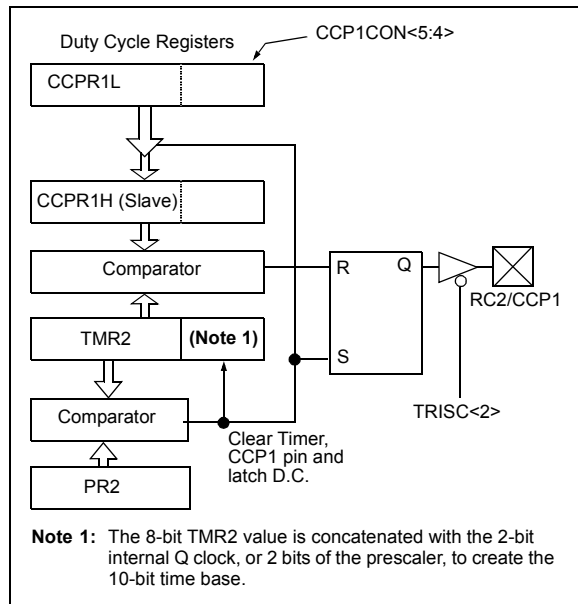 Duty Cycle Registers
CCP1CON<5:4>
CCPR1L
CCPR1H (Slave)
Comparator
R
Q
RC2/CCP1
TMR2
(Note 1)
S
TRISC<2>
Comparator
Clear Timer,
CCP1 pin and
latch D.C.
PR2
Note 1: The 8-bit TMR2 value is concatenated with the 2-bit
internal Q clock, or 2 bits of the prescaler, to create the
10-bit time base.